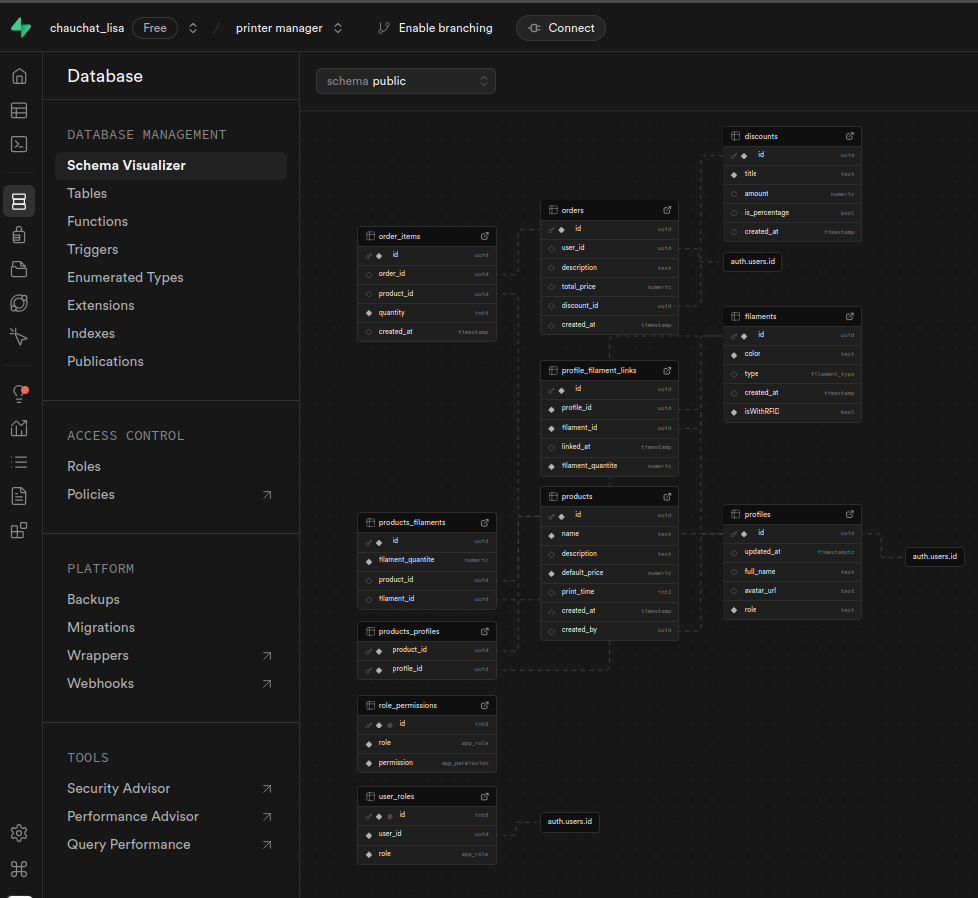 chauchat_lisa Free printer manager Enable branching Connect
Database
schema public
DATABASE MANAGEMENT
Schema Visualizer
Tables
Functions
Triggers
Enumerated Types
Extensions
Indexes
Publications
ACCESS CONTROL
Roles
Policies
PLATFORM
Backups
Migrations
Wrappers
Webhooks
TOOLS
Security Advisor
Performance Advisor
Query Performance
order_items
id uuid
order_id uuid
product_id uuid
quantity int4
created_at timestamp
products_filaments
id uuid
filament_quantite numeric
product_id uuid
filament_id uuid
products_profiles
product_id uuid
profile_id uuid
role_permissions
id int8
role app_role
permission app_permission
user_roles
id int8
user_id uuid
role app_role
orders
id uuid
user_id uuid
description text
total_price numeric
discount_id uuid
created_at timestamp
profile_filament_links
id uuid
profile_id uuid
filament_id uuid
linked_at timestamp
filament_quantite numeric
products
id uuid
name text
description text
default_price numeric
print_time int2
created_at timestamp
created_by uuid
auth.users.id
discounts
id uuid
title text
amount numeric
is_percentage bool
created_at timestamp
auth.users.id
filaments
id uuid
color text
type filament_type
created_at timestamp
isWithRFID bool
profiles
id uuid
updated_at timestamptz
full_name text
avatar_url text
role text
auth.users.id